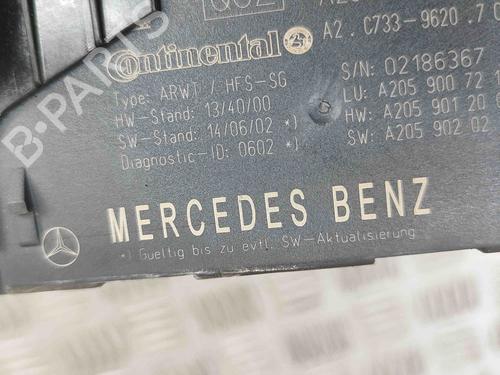 Continental
A2.C733-9620.7
Type: ARWT / HFS-SG
HW-Stand: 13/40/00
SW-Stand: 14/06/02 *)
Diagnostic-ID: 0602 *)
S/N: 02186367
LU: A205 900 72
HW: A205 901 20
SW: A205 902 02
MERCEDES BENZ
*) Gueltig bis zu evtl. SW-Aktualisierung
B-PARTS